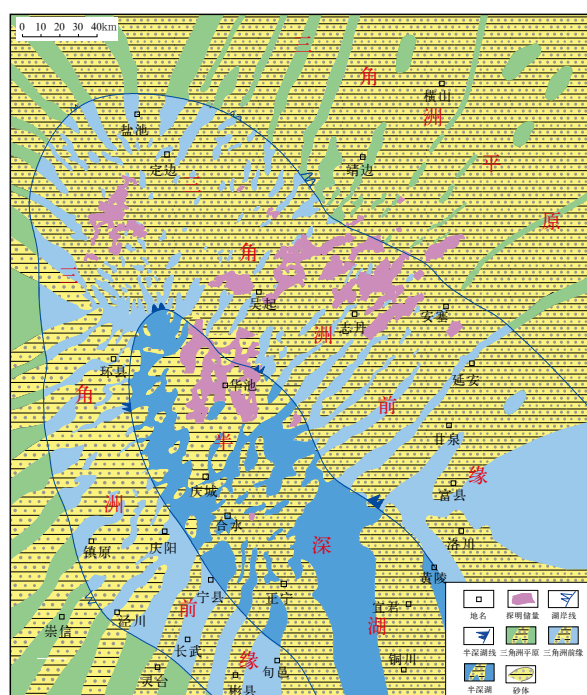 0 10 20 30 40km
三
角
横山
洲
盐池
定边
靖边
平
三
原
角
三
吴起
安塞
志丹
洲
环县
延安
华池
角
前
半
甘泉
缘
庆城
富县
洲
合水
洛川
镇原
庆阳
深
黄陵
宁县
正宁
宜君
前
泾川
崇信
湖
长武
缘
旬邑
铜川
灵台
彬县
地名 探明储量 湖岸线
半深湖线 三角洲平原 三角洲前缘
半深湖 砂体